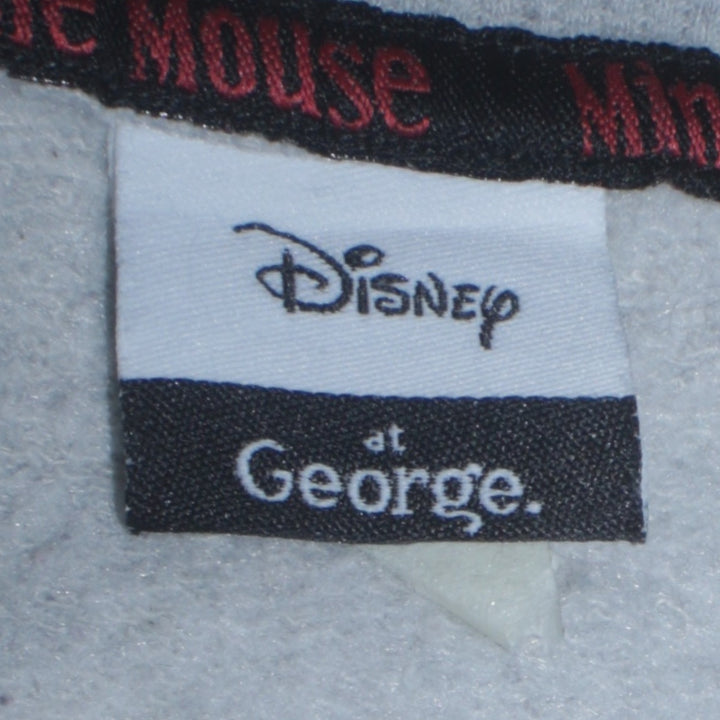 Mouse
Disney
at
George.